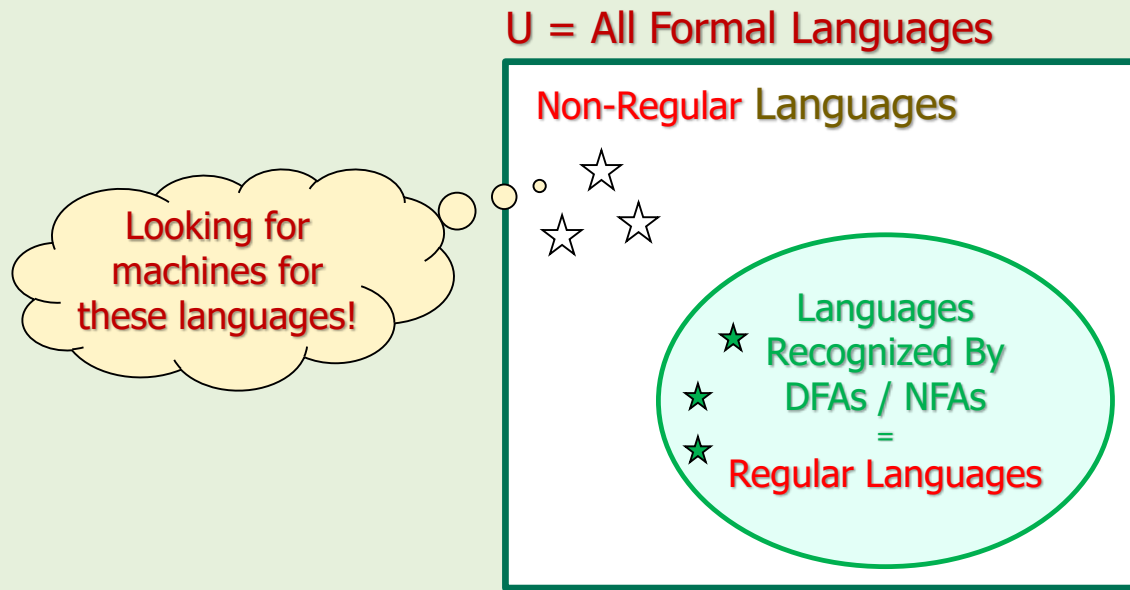 U = All Formal Languages
Non-Regular Languages
Looking for
machines for
these languages!
Languages
Recognized By
DFAs / NFAs
=
Regular Languages